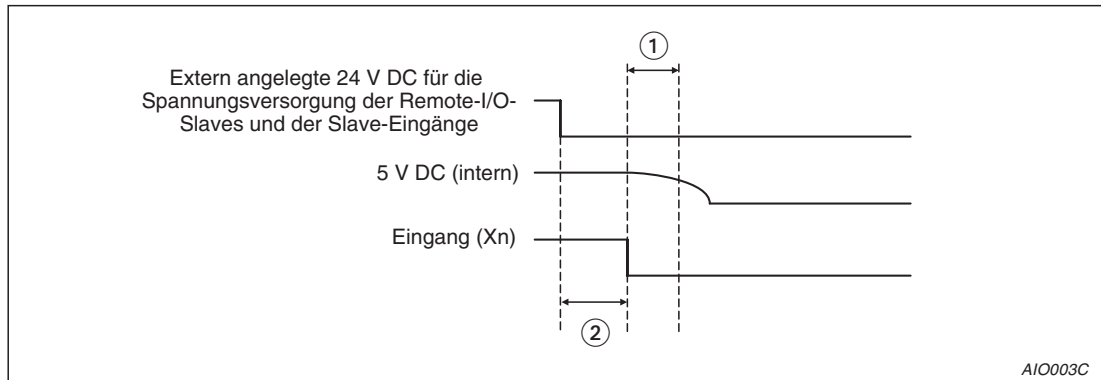 ①
Extern angelegte 24 V DC für die
Spannungsversorgung der Remote-I/O-
Slaves und der Slave-Eingänge
5 V DC (intern)
Eingang (Xn)
②
AIO003C